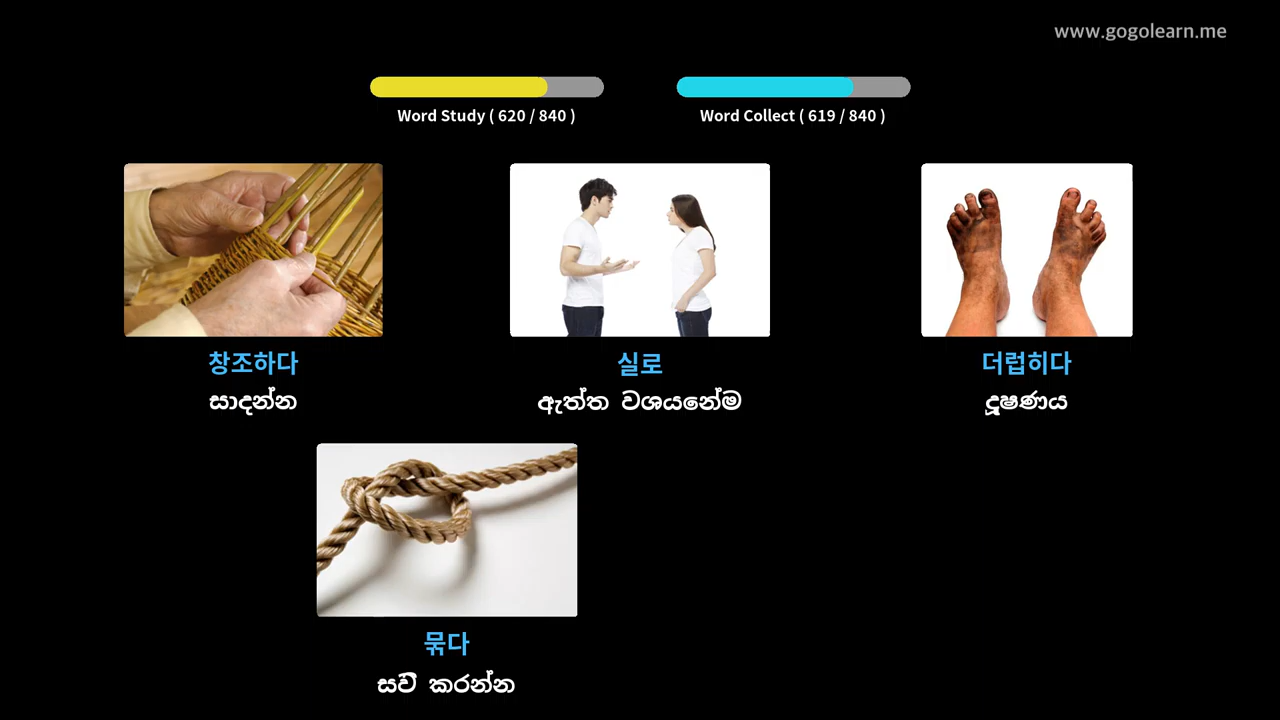 www.gogolearn.me
Word Study ( 620 / 840 )
Word Collect ( 619 / 840 )
창조하다
සාදන්න
실로
ඇත්ත වශයනේම
더럽히다
දූෂණය
묶다
සවි කරන්න